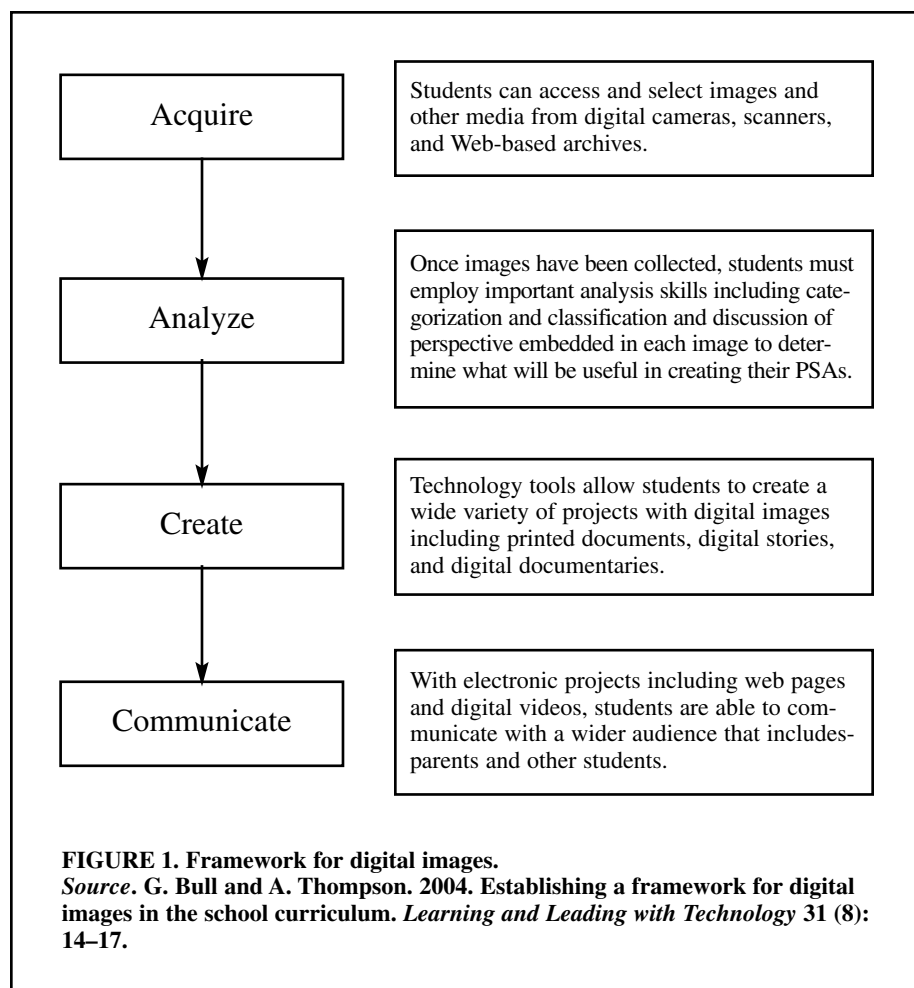 Acquire
Students can access and select images and
other media from digital cameras, scanners,
and Web-based archives.
Analyze
Once images have been collected, students must
employ important analysis skills including cate-
gorization and classification and discussion of
perspective embedded in each image to deter-
mine what will be useful in creating their PSAs.
Create
Technology tools allow students to create a
wide variety of projects with digital images
including printed documents, digital stories,
and digital documentaries.
Communicate
With electronic projects including web pages
and digital videos, students are able to com-
municate with a wider audience that includes-
parents and other students.
FIGURE 1. Framework for digital images.
Source. G. Bull and A. Thompson. 2004. Establishing a framework for digital
images in the school curriculum. Learning and Leading with Technology 31 (8):
14–17.